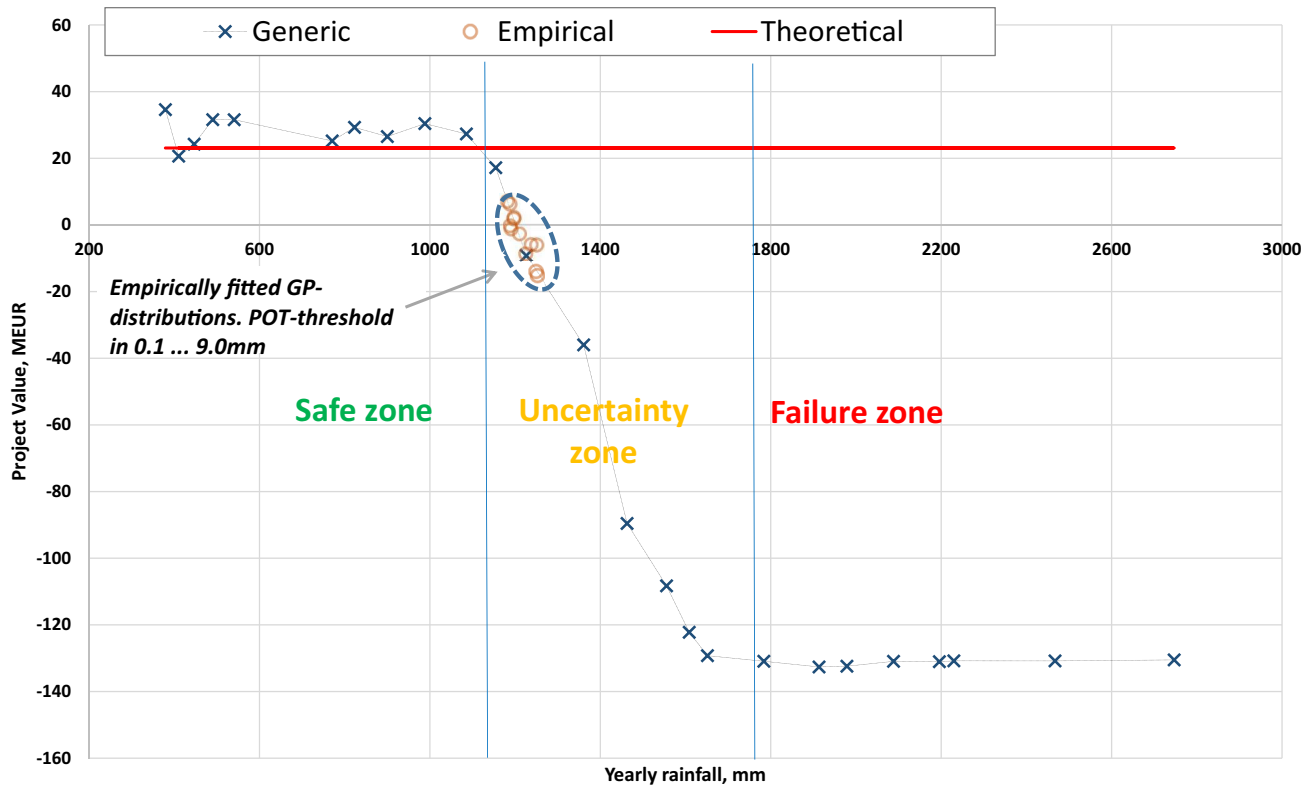 Generic Empirical Theoretical
60
40
20
0
-20
-40
-60
-80
-100
-120
-140
-160
200 600 1000 1400 1800 2200 2600 3000
Project Value, MEUR
Empirically fitted GP-
distributions. POT-threshold
in 0.1 ... 9.0mm
Safe zone
Uncertainty
zone
Failure zone
Yearly rainfall, mm